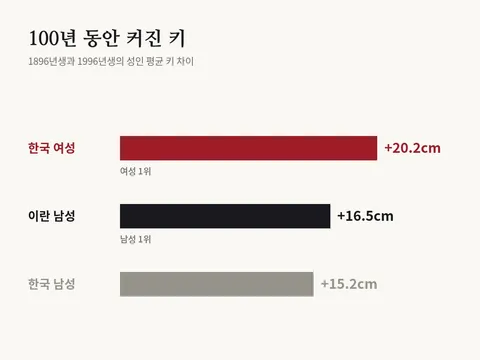 100년 동안 커진 키
1896년생과 1996년생의 성인 평균 키 차이
한국 여성
+20.2cm
여성 1위
이란 남성
+16.5cm
남성 1위
한국 남성
+15.2cm